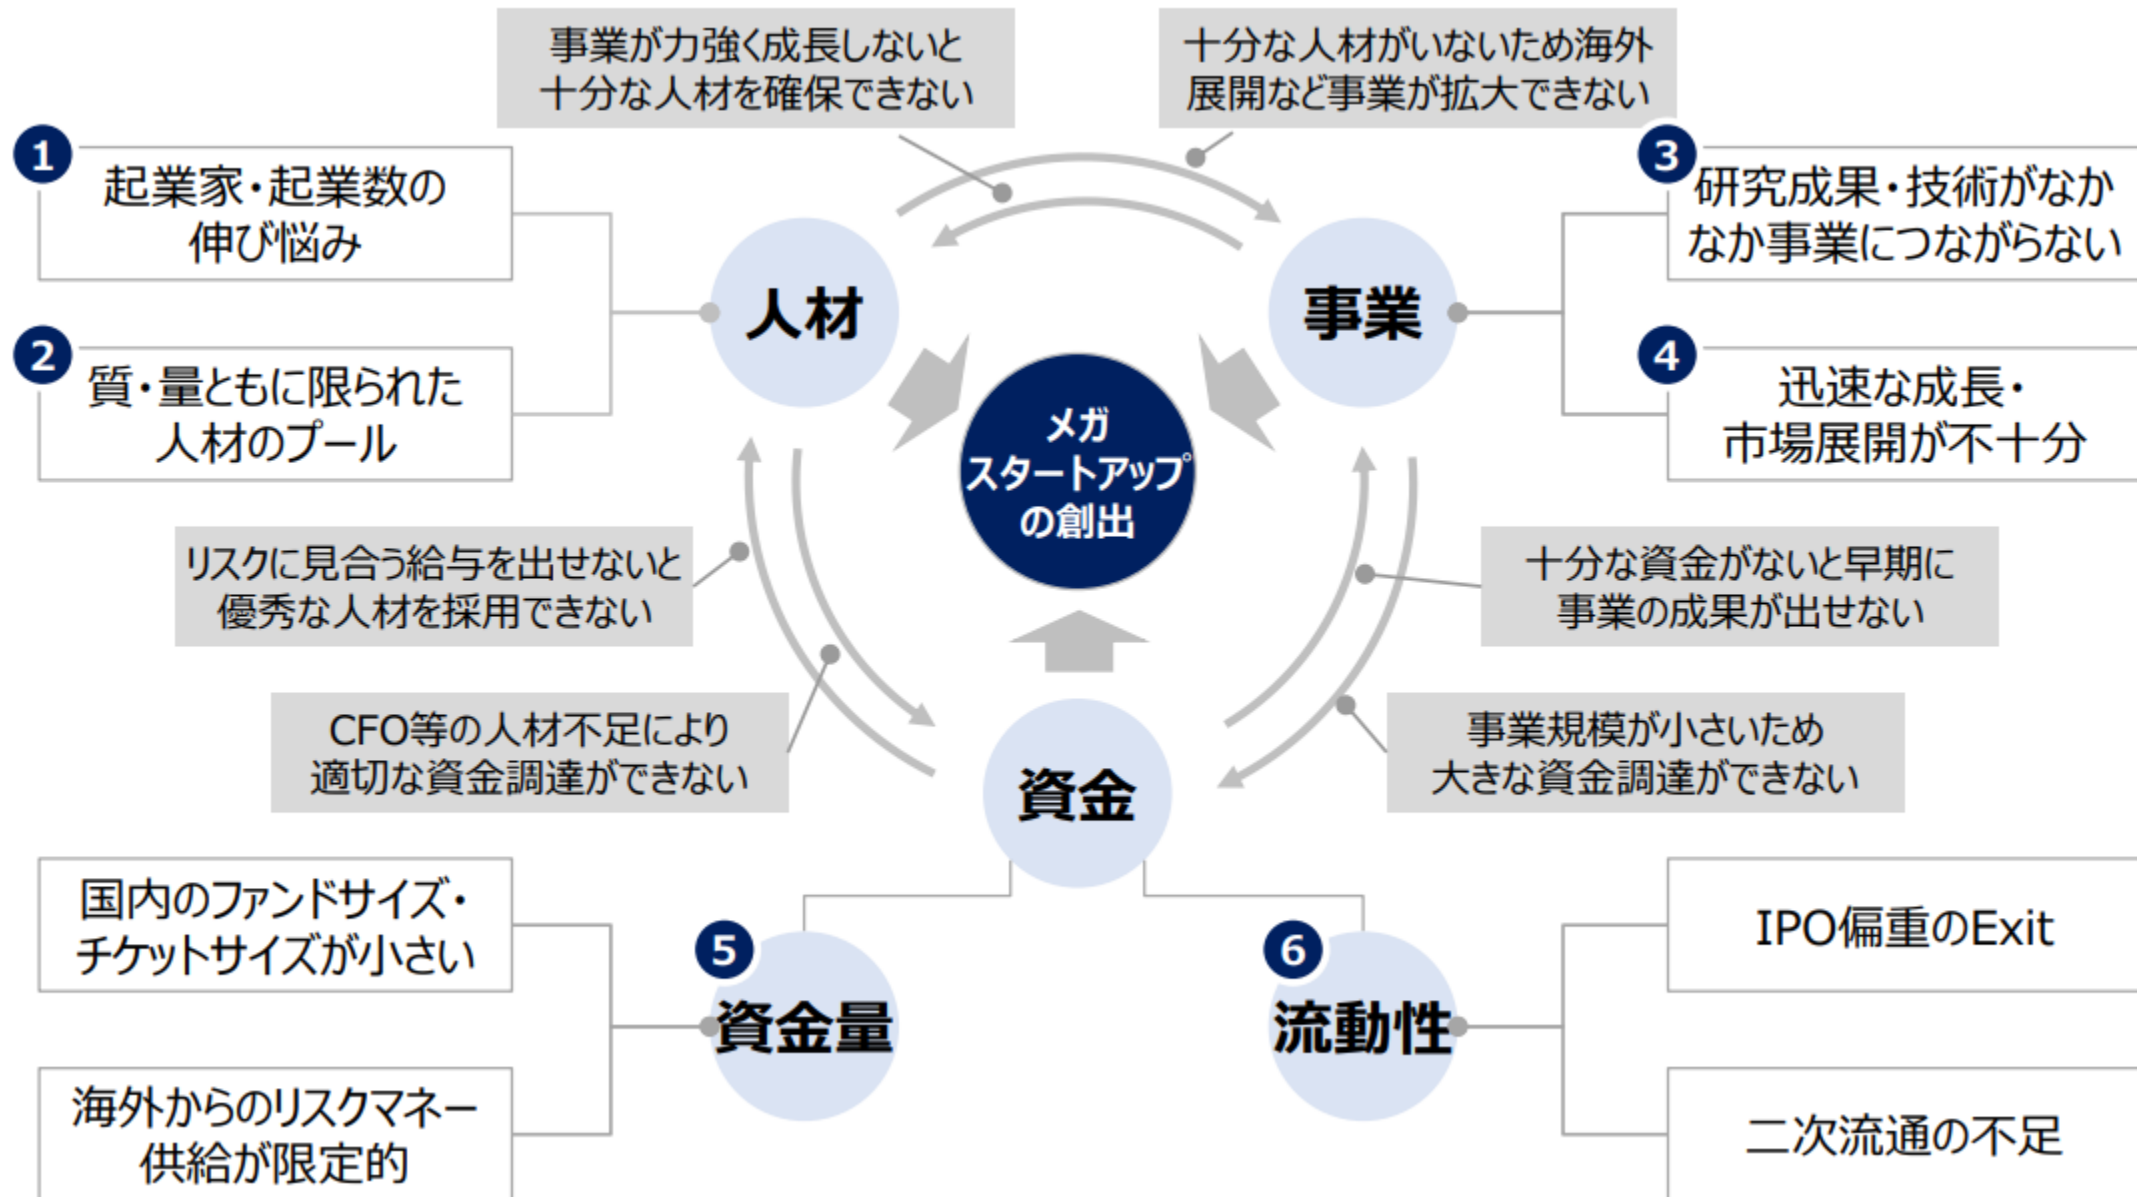 事業が力強く成長しないと
十分な人材を確保できない
十分な人材がいないため海外
展開など事業が拡大できない
1
起業家・起業数の
伸び悩み
2
質・量ともに限られた
人材のプール
人材
事業
3
研究成果・技術がなか
なか事業につながらない
4
迅速な成長・
市場展開が不十分
メガ
スタートアップ
の創出
リスクに見合う給与を出せないと
優秀な人材を採用できない
十分な資金がないと早期に
事業の成果が出せない
CFO等の人材不足により
適切な資金調達ができない
事業規模が小さいため
大きな資金調達ができない
資金
国内のファンドサイズ・
チケットサイズが小さい
海外からのリスクマネー
供給が限定的
5
資金量
6
流動性
IPO偏重のExit
二次流通の不足